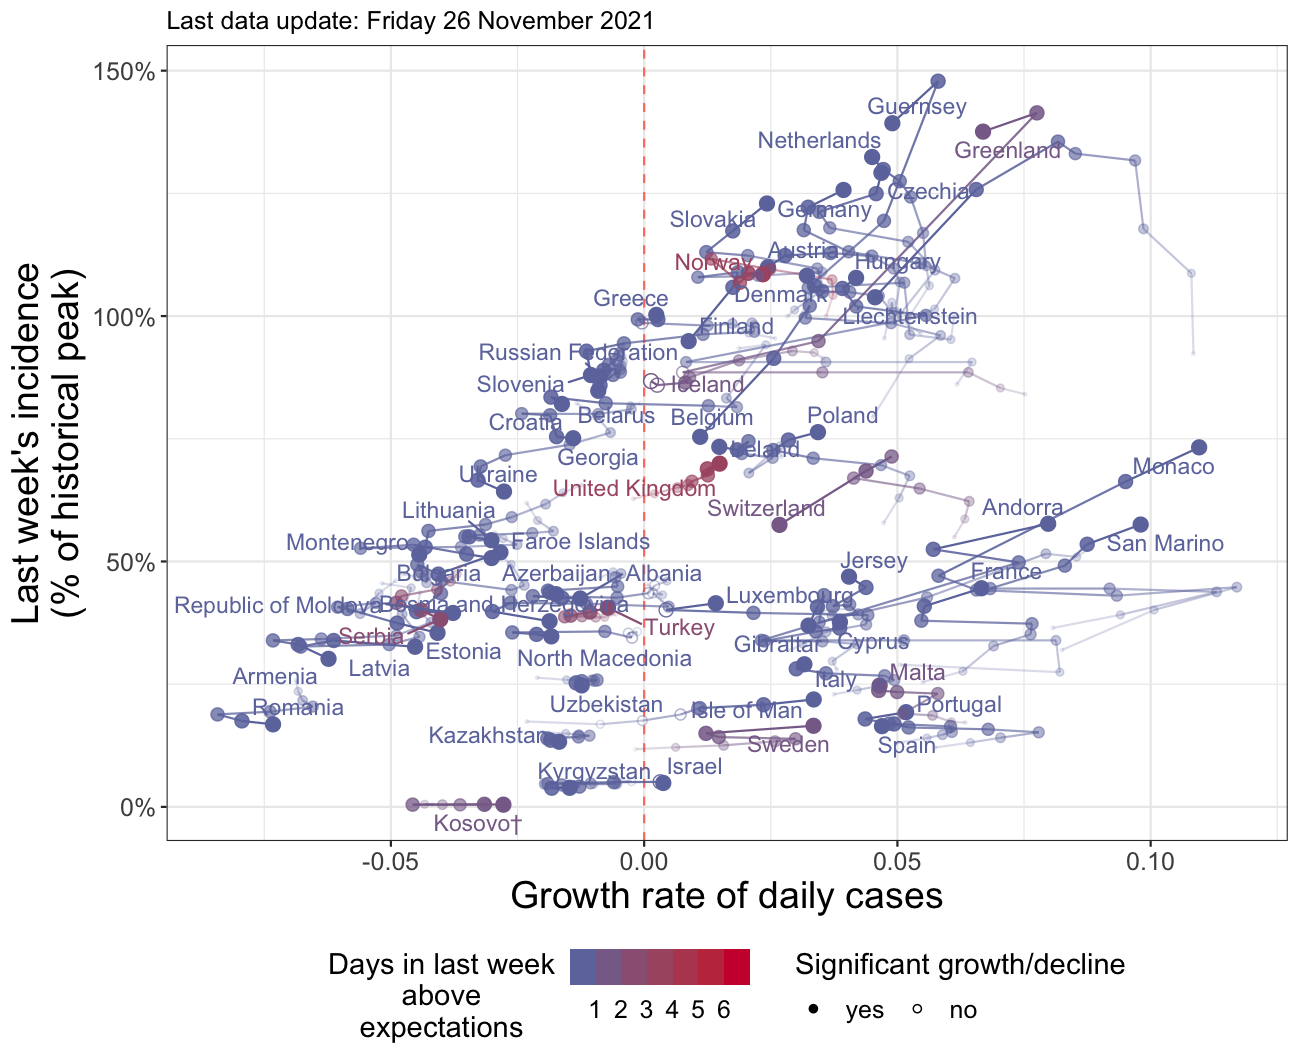 Last data update: Friday 26 November 2021
Last week's incidence
(% of historical peak)
150%
100%
50%
0%
Guernsey
Netherlands
Greenland
Czechia
Germany
Slovakia
Austria
Norway
Hungary
Denmark
Greece
Liechtenstein
Finland
Russian Federation
Slovenia
Iceland
Belarus
Belgium
Poland
Croatia
Ireland
Georgia
Monaco
Ukraine
United Kingdom
Switzerland
Lithuania
Andorra
Montenegro
Faroe Islands
San Marino
Jersey
Bulgaria
Azerbaijan
Albania
France
Luxembourg
Republic of Moldova
Bosnia and Herzegovina
Turkey
Serbia
Gibraltar
Cyprus
Estonia
North Macedonia
Latvia
Armenia
Italy
Malta
Romania
Uzbekistan
Isle of Man
Portugal
Kazakhstan
Sweden
Spain
Kyrgyzstan
Israel
Kosovo†
-0.05
0.00
0.05
0.10
Growth rate of daily cases
Days in last week
above
expectations
1 2 3 4 5 6
Significant growth/decline
yes
no